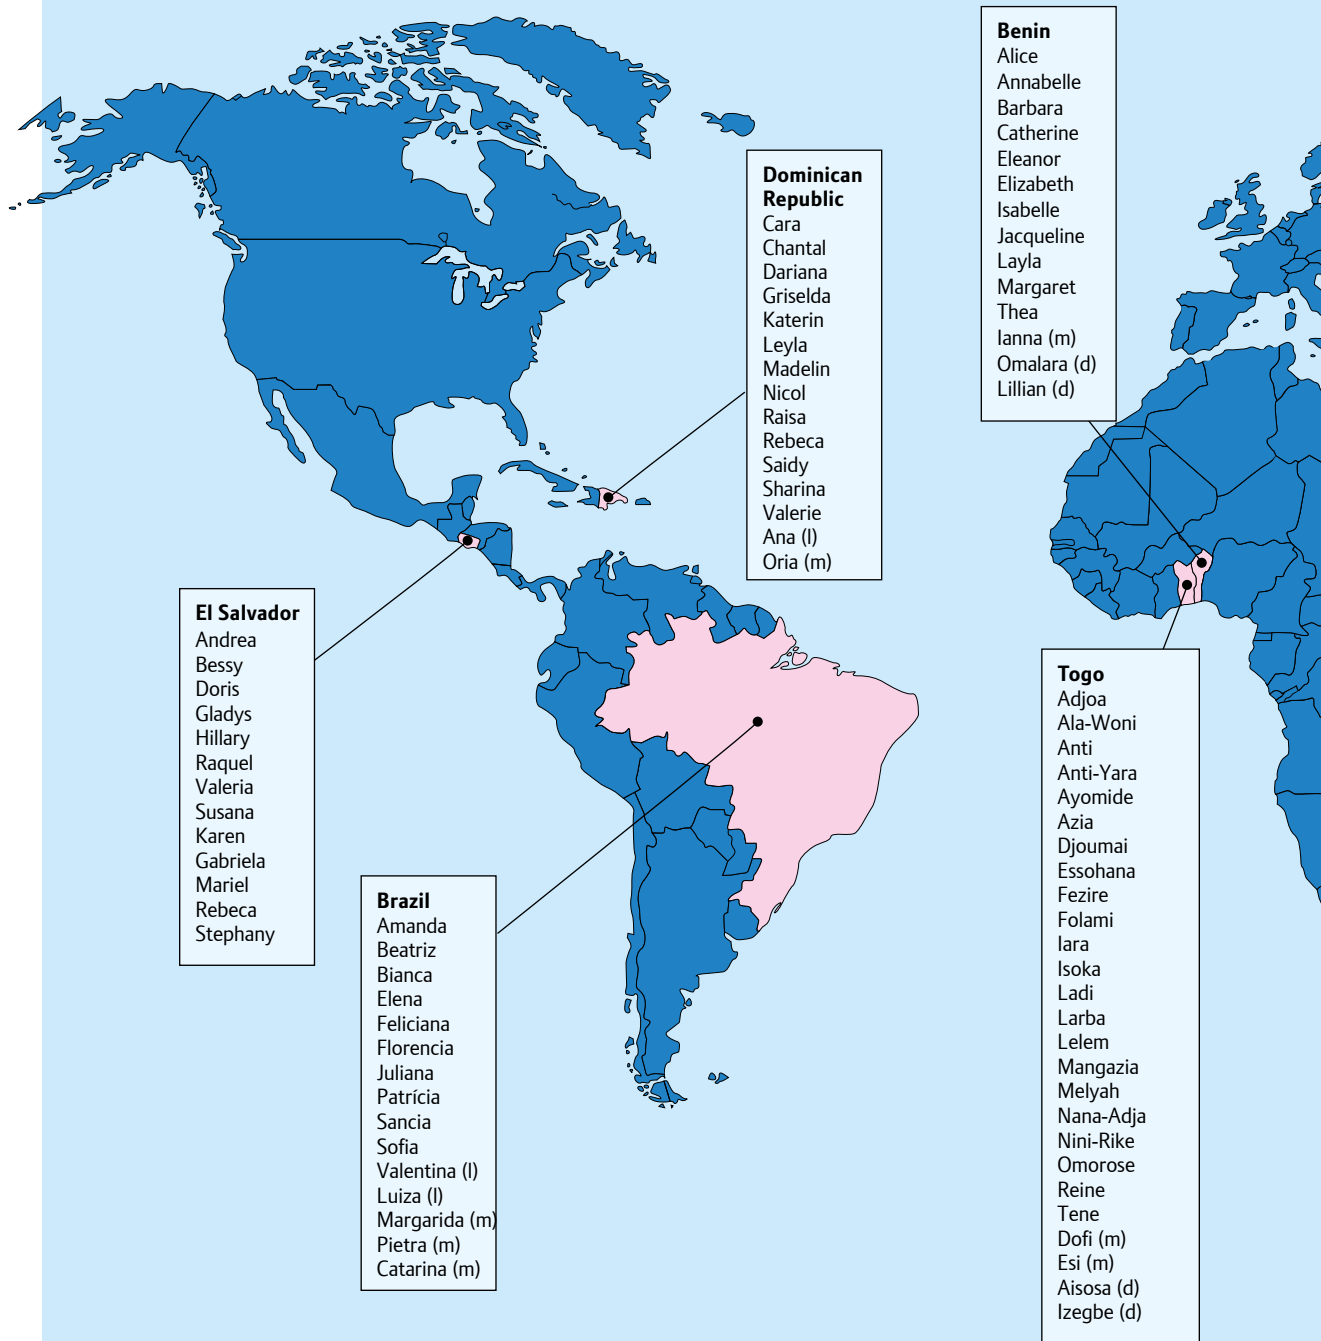 Benin
Alice
Annabelle
Barbara
Catherine
Eleanor
Elizabeth
Isabelle
Jacqueline
Layla
Margaret
Thea
Ianna (m)
Omalara (d)
Lillian (d)
Dominican
Republic
Cara
Chantal
Dariana
Griselda
Katerin
Leyla
Madelin
Nicol
Raisa
Rebeca
Saidy
Sharina
Valerie
Ana (l)
Oria (m)
El Salvador
Andrea
Bessy
Doris
Gladys
Hillary
Raquel
Valeria
Susana
Karen
Gabriela
Mariel
Rebeca
Stephany
Brazil
Amanda
Beatriz
Bianca
Elena
Feliciana
Florencia
Juliana
Patrícia
Sancia
Sofia
Valentina (l)
Luiza (l)
Margarida (m)
Pietra (m)
Catarina (m)
Togo
Adjoa
Ala-Woni
Anti
Anti-Yara
Ayomide
Azia
Djoumai
Essohana
Fezire
Folami
Iara
Isoka
Ladi
Larba
Lelem
Mangazia
Melyah
Nana-Adja
Nini-Rike
Omorose
Reine
Tene
Dofi (m)
Esi (m)
Aisosa (d)
Izegbe (d)